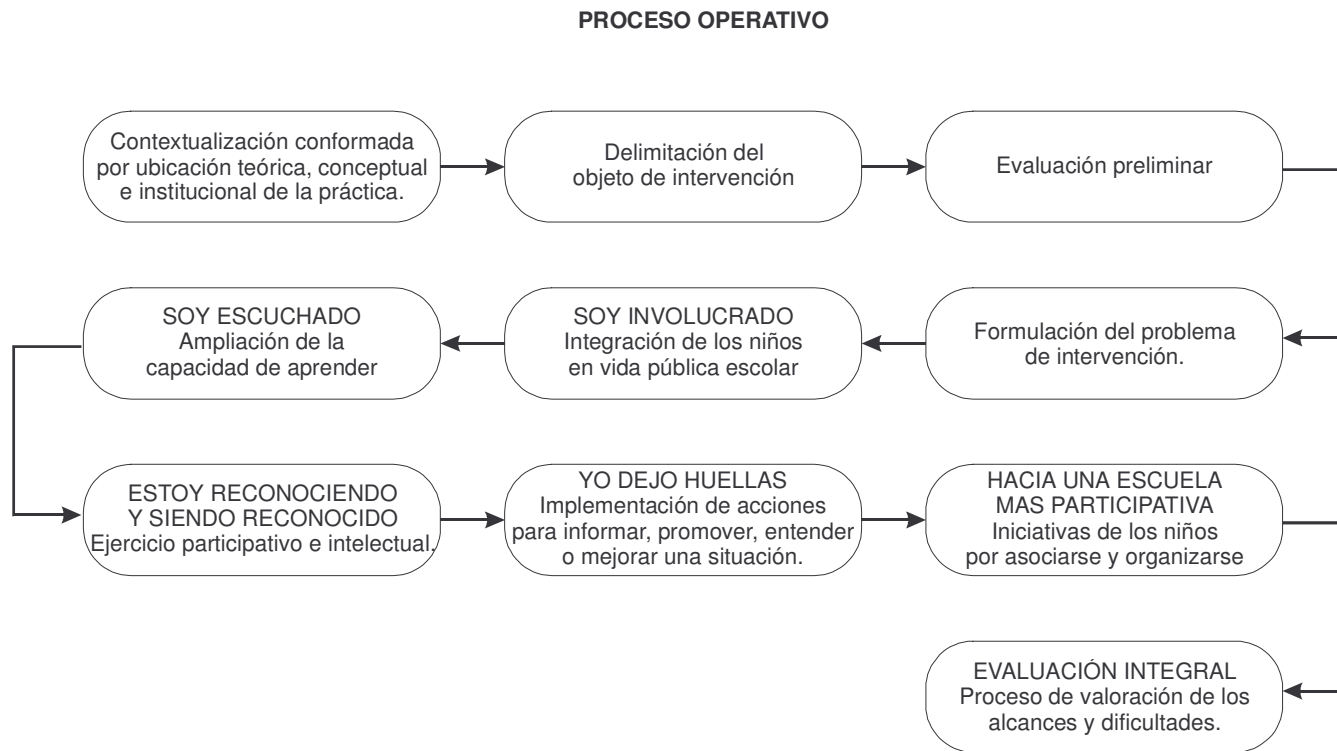 PROCESO OPERATIVO
Contextualización conformada
por ubicación teórica, conceptual
e institucional de la práctica.
Delimitación del
objeto de intervención
Evaluación preliminar
Formulación del problema
de intervención.
SOY INVOLUCRADO
Integración de los niños
en vida pública escolar
SOY ESCUCHADO
Ampliación de la
capacidad de aprender
ESTOY RECONOCIENDO
Y SIENDO RECONOCIDO
Ejercicio participativo e intelectual.
YO DEJO HUELLAS
Implementación de acciones
para informar, promover, entender
o mejorar una situación.
HACIA UNA ESCUELA
MAS PARTICIPATIVA
Iniciativas de los niños
por asociarse y organizarse
EVALUACIÓN INTEGRAL
Proceso de valoración de los
alcances y dificultades.